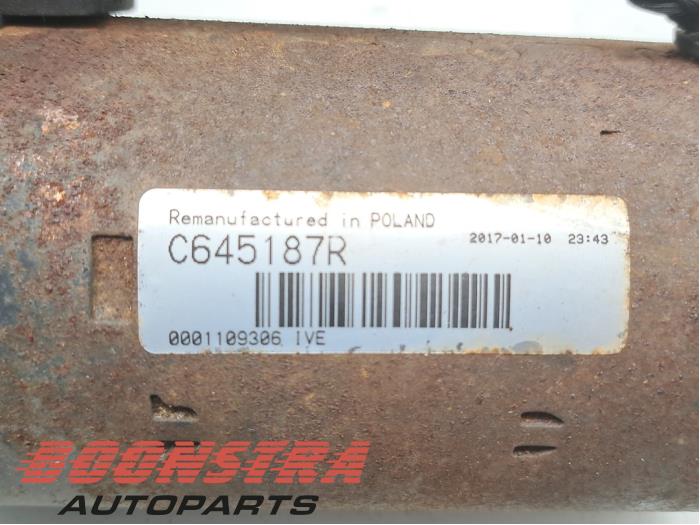 Remanufactured in POLAND
C645187R
2017-01-10 23:43
0001109306 IVE
BOONSTRA
AUTOPARTS